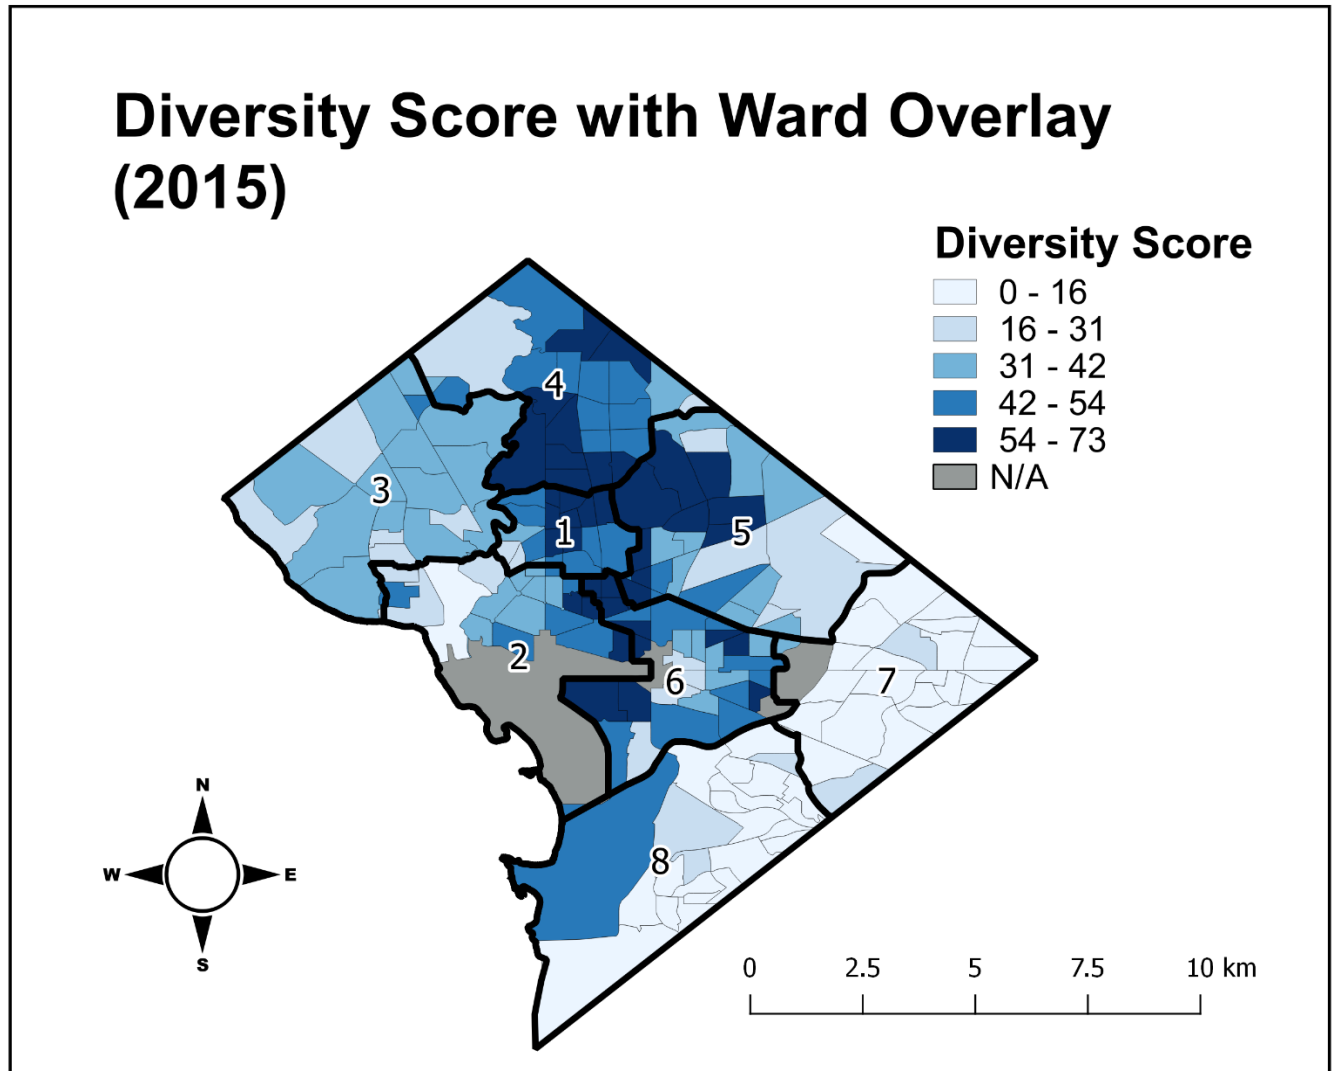 Diversity Score with Ward Overlay
(2015)
Diversity Score
0 - 16
16 - 31
31 - 42
42 - 54
54 - 73
N/A
4
3
1
5
2
6
7
8
N
W E
S
0 2.5 5 7.5 10 km